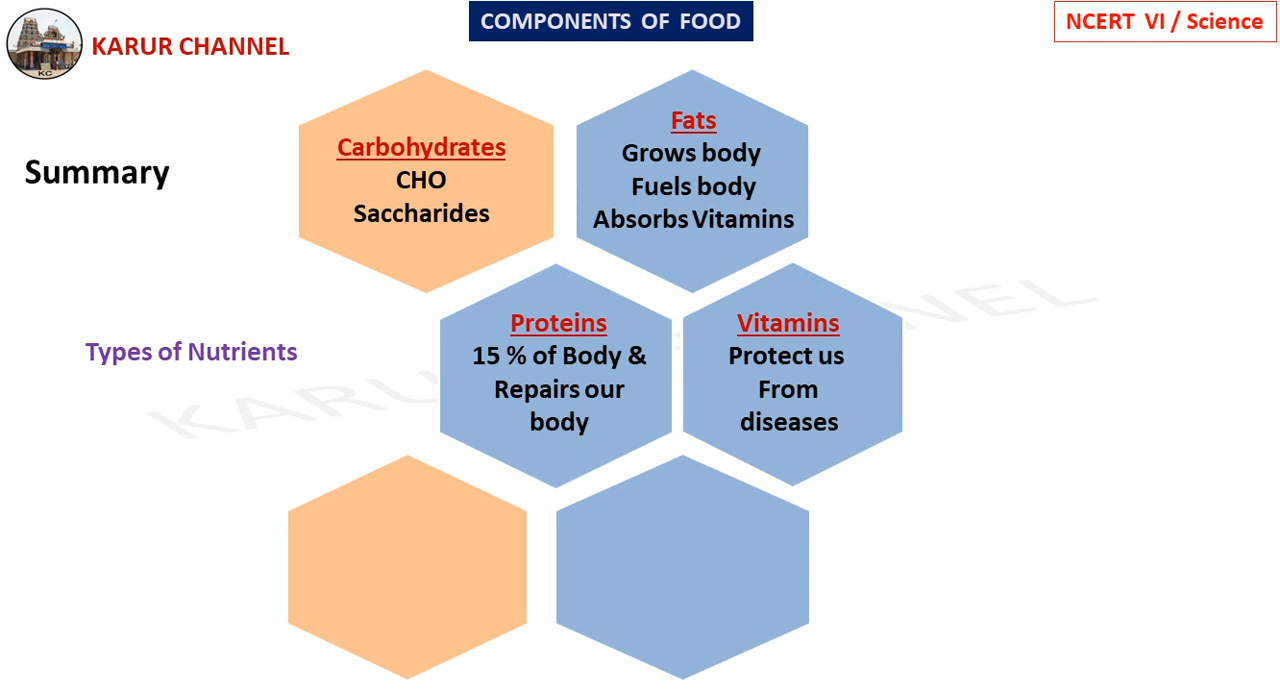 COMPONENTS OF FOOD
NCERT VI / Science
KARUR CHANNEL
KC
Summary
Carbohydrates
CHO
Saccharides
Fats
Grows body
Fuels body
Absorbs Vitamins
Types of Nutrients
Proteins
15 % of Body &
Repairs our
body
Vitamins
Protect us
From
diseases